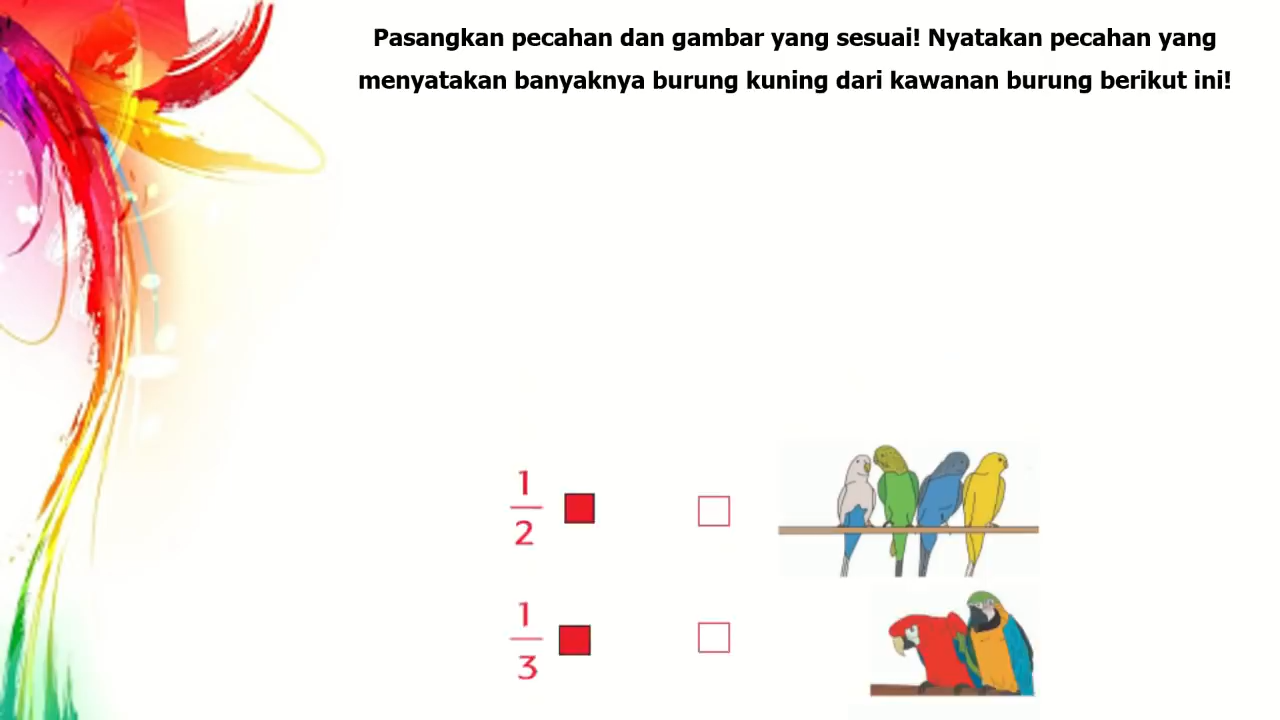 Pasangkan pecahan dan gambar yang sesuai! Nyatakan pecahan yang
menyatakan banyaknya burung kuning dari kawanan burung berikut ini!
1
2
1
3